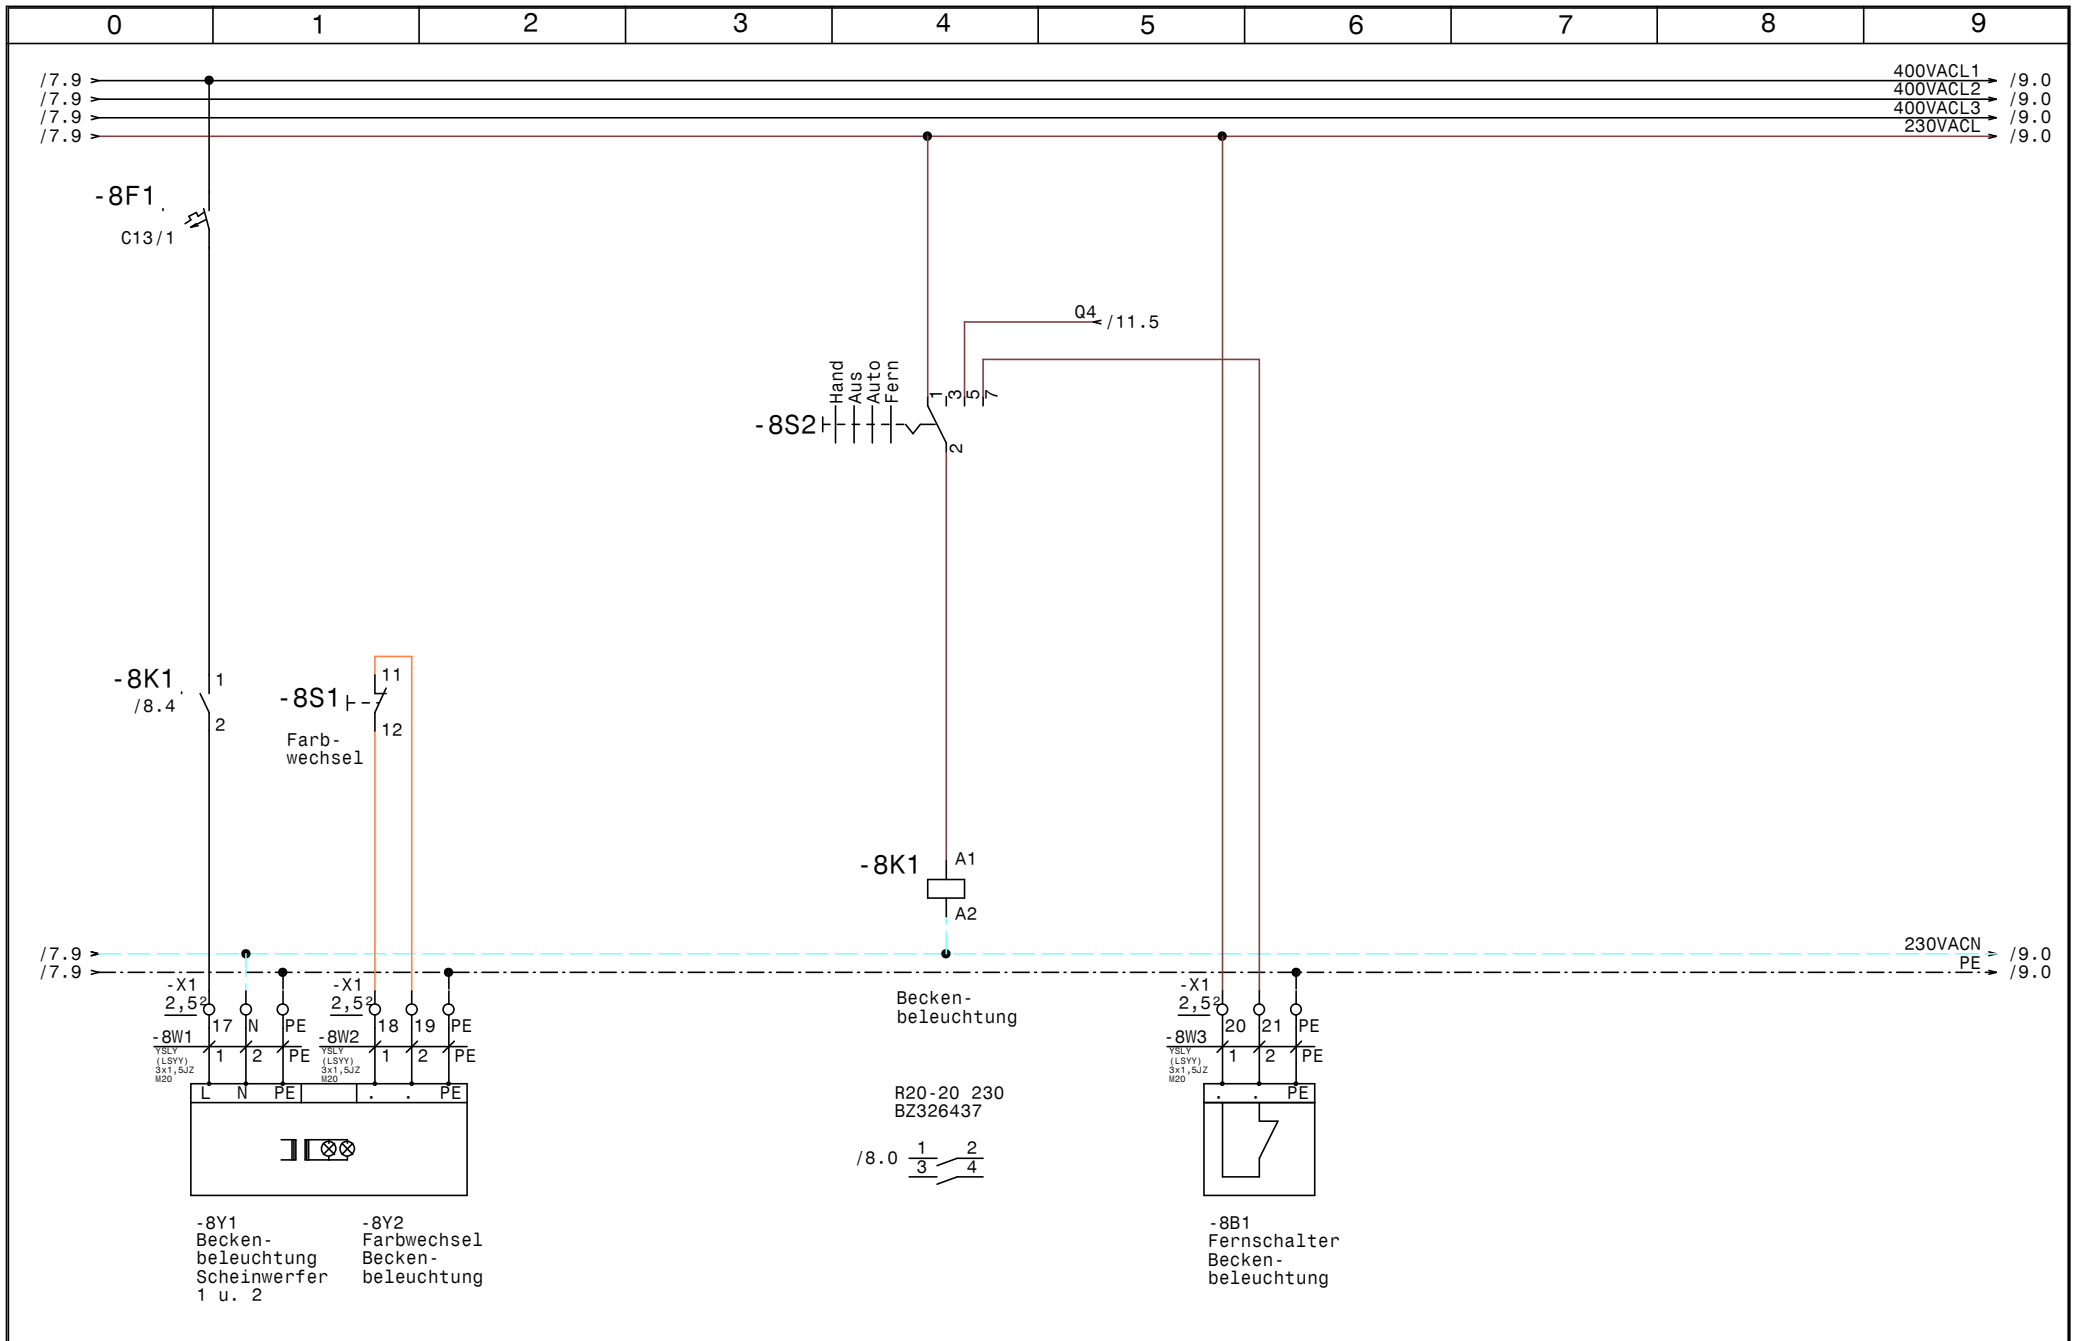 0 1 2 3 4 5 6 7 8 9
/7.9 400VACL1 /9.0
/7.9 400VACL2 /9.0
/7.9 400VACL3 /9.0
/7.9 230VACL /9.0
-8F1
C13/1
Q4 /11.5
Hand
Aus
Auto
Fern
1
3
5
7
-8S2
2
-8K1 1
/8.4
2
-8S1 11
12
Farb-
wechsel
-8K1 A1
A2
/7.9 230VACN /9.0
/7.9 PE /9.0
-X1 -X1 -X1
2,5² 2,5² 2,5²
17 N PE 18 19 PE 20 21 PE
-8W1 -8W2 -8W3
1 2 PE 1 2 PE 1 2 PE
YSLY YSLY YSLY
(LSYY) (LSYY) (LSYY)
3x1,5JZ 3x1,5JZ 3x1,5JZ
M20 M20 M20
L N PE . . PE . . PE
Becken-
beleuchtung
R20-20 230
BZ326437
/8.0 1 2
3 4
-8Y1
Becken-
beleuchtung
Scheinwerfer
1 u. 2
-8Y2
Farbwechsel
Becken-
beleuchtung
-8B1
Fernschalter
Becken-
beleuchtung